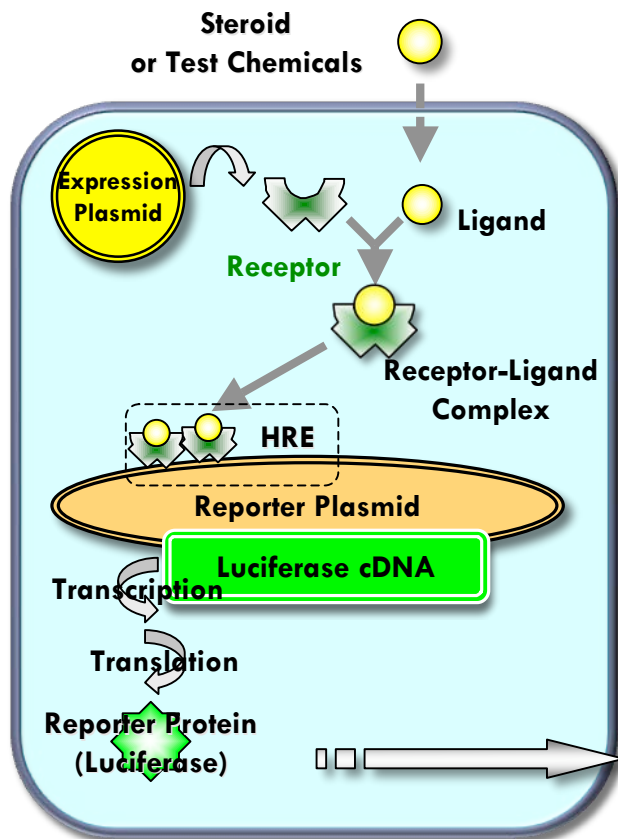 Steroid
or Test Chemicals
Expression
Plasmid
Ligand
Receptor
Receptor-Ligand
Complex
HRE
Reporter Plasmid
Luciferase cDNA
Transcription
Translation
Reporter Protein
(Luciferase)